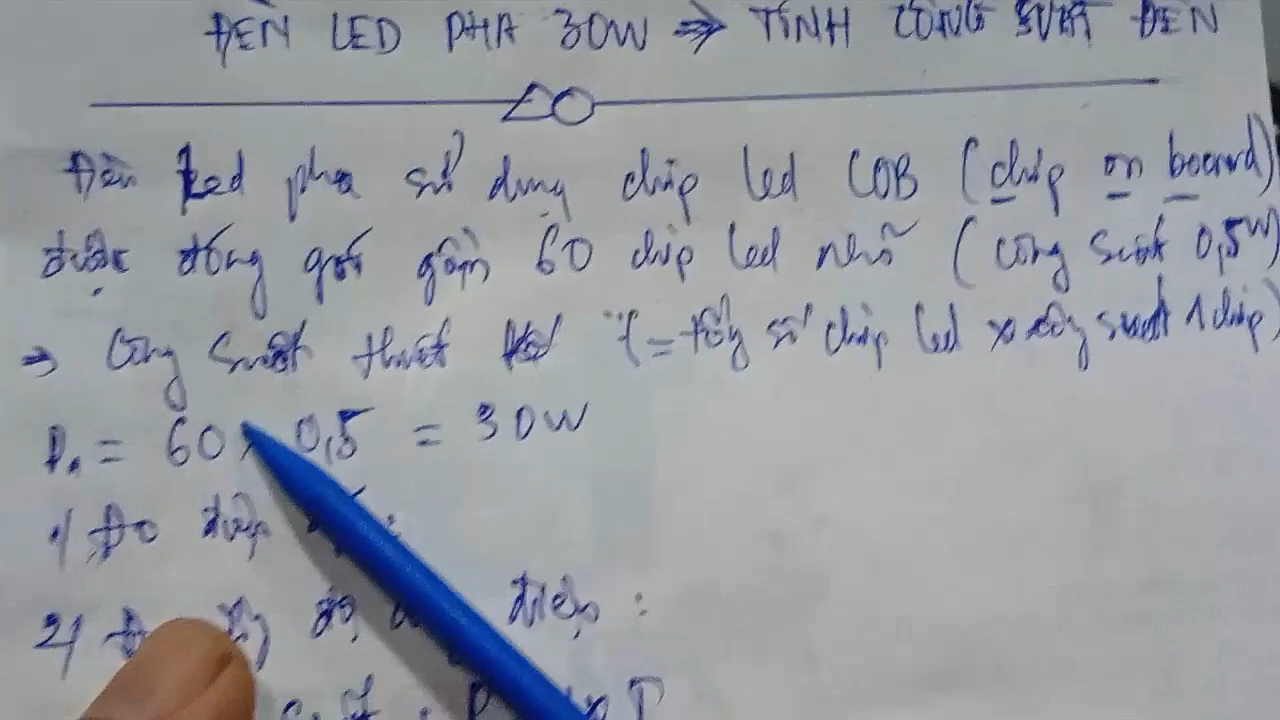 ĐÈN LED PHA 30W => TÍNH CÔNG SUẤT ĐÈN
Đèn Led pha sử dụng chip led COB (chip on board)
được đóng gói gồm 60 chip led nhỏ (công suất 0,5W)
=> Công suất thiết kế = tổng số chip led x công suất 1 chip)
= 60 x 0,5 = 30W
1/ Đo điện
2/ điện :